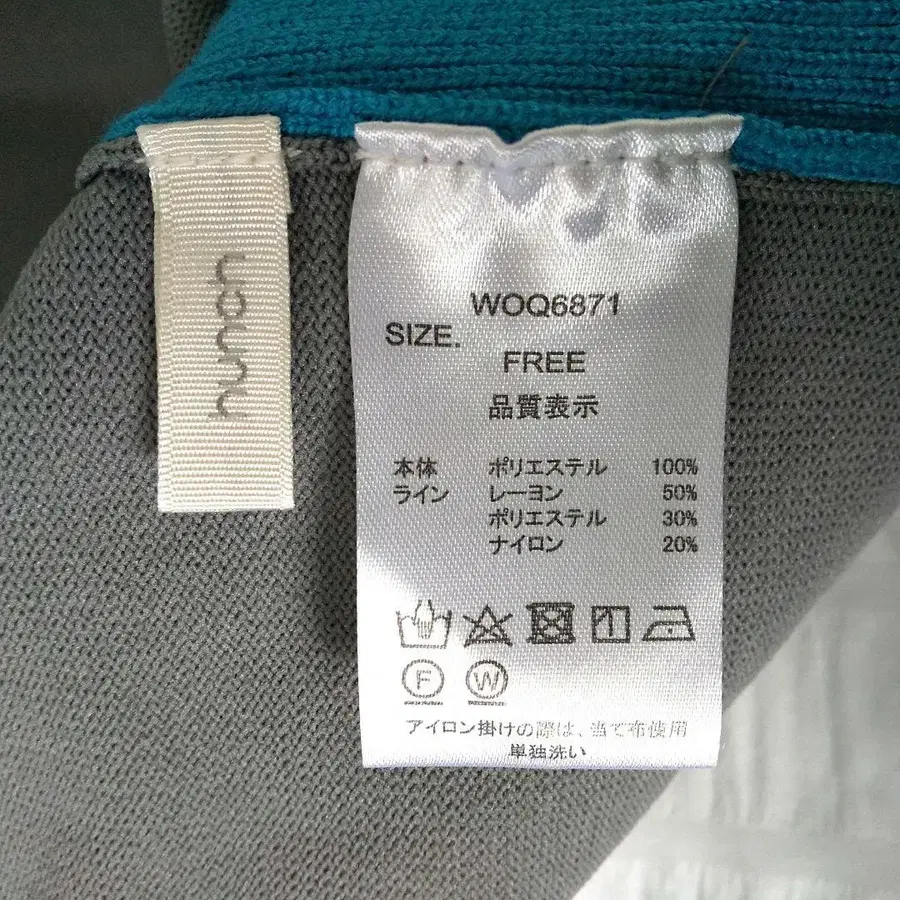 nunan
WOQ6871
SIZE.
FREE
品質表示
本体 ポリエステル 100%
ライン レーヨン 50%
ポリエステル 30%
ナイロン 20%
F W
アイロン掛けの際は、当て布使用
単独洗い